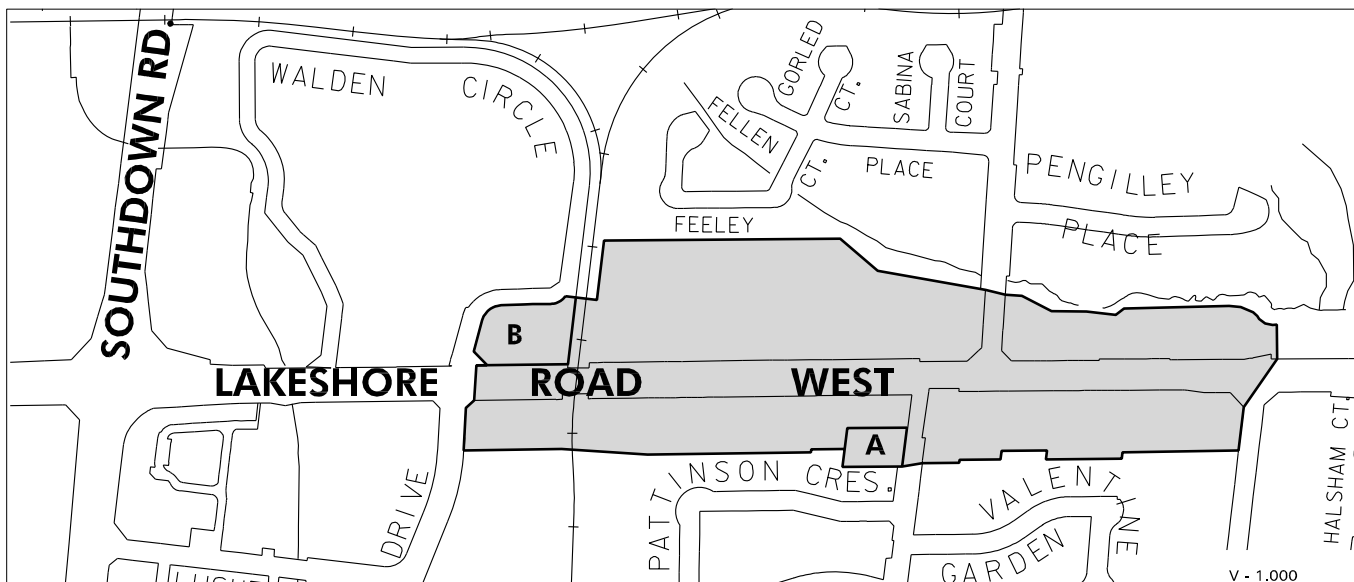 SOUTHDOWN RD
WALDEN CIRCLE
GORLED CT.
SABINA COURT
FELLEN PLACE
FEELEY CT.
PENGILLEY PLACE
B
LAKESHORE ROAD WEST
A
PATTINSON CRES.
VALENTINE GARDEN
DRIVE
HALSHAM CT.
V - 1.000